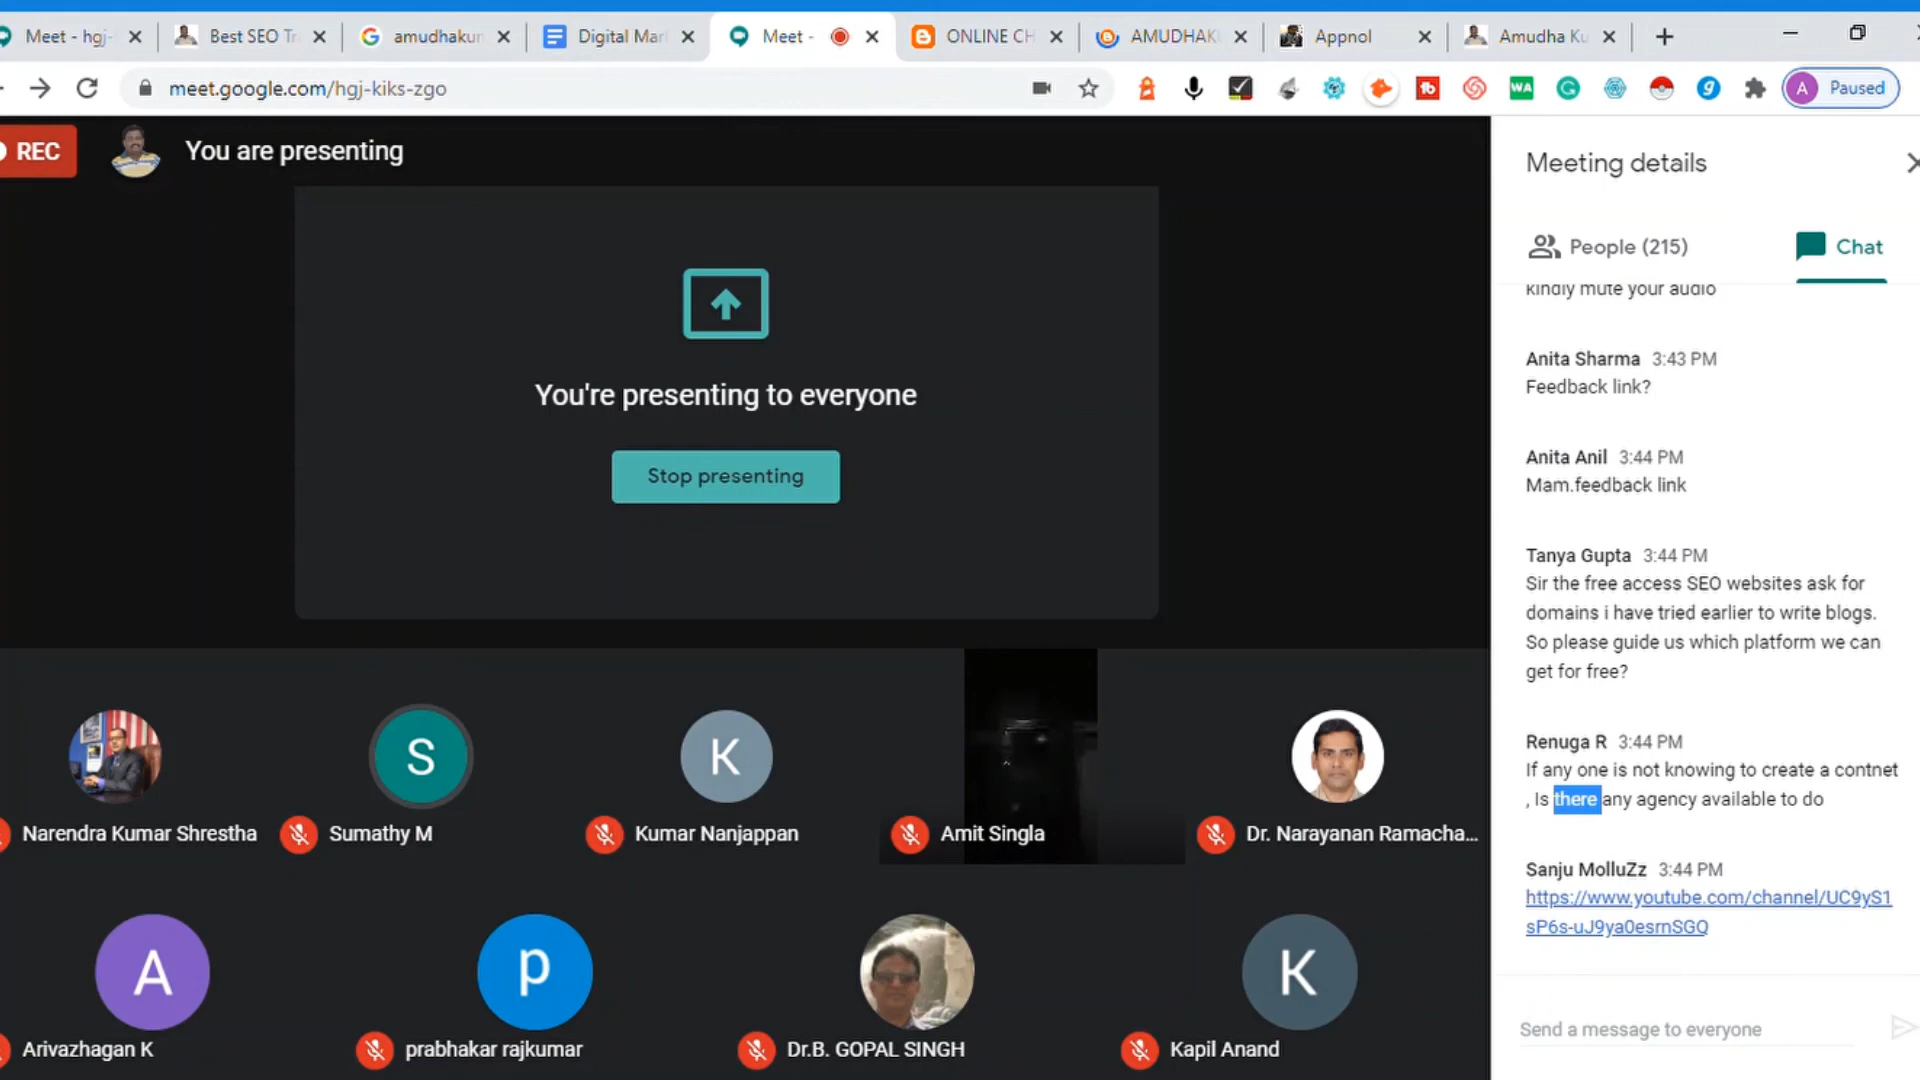 Meet - hgj-
Best SEO Tr
amudhakur
Digital Mar
Meet -
ONLINE CH
AMUDHAK
Appnol
Amudha Ku
meet.google.com/hgj-kiks-zgo
tb
WA
G
g
A Paused
REC
You are presenting
You're presenting to everyone
Stop presenting
S
K
Narendra Kumar Shrestha
Sumathy M
Kumar Nanjappan
Amit Singla
Dr. Narayanan Ramacha...
A
p
K
Arivazhagan K
prabhakar rajkumar
Dr.B. GOPAL SINGH
Kapil Anand
Meeting details
People (215)
Chat
kindly mute your audio
Anita Sharma 3:43 PM
Feedback link?
Anita Anil 3:44 PM
Mam.feedback link
Tanya Gupta 3:44 PM
Sir the free access SEO websites ask for
domains i have tried earlier to write blogs.
So please guide us which platform we can
get for free?
Renuga R 3:44 PM
If any one is not knowing to create a contnet
, Is there any agency available to do
Sanju MolluZz 3:44 PM
https://www.youtube.com/channel/UC9yS1
sP6s-uJ9ya0esrnSGQ
Send a message to everyone